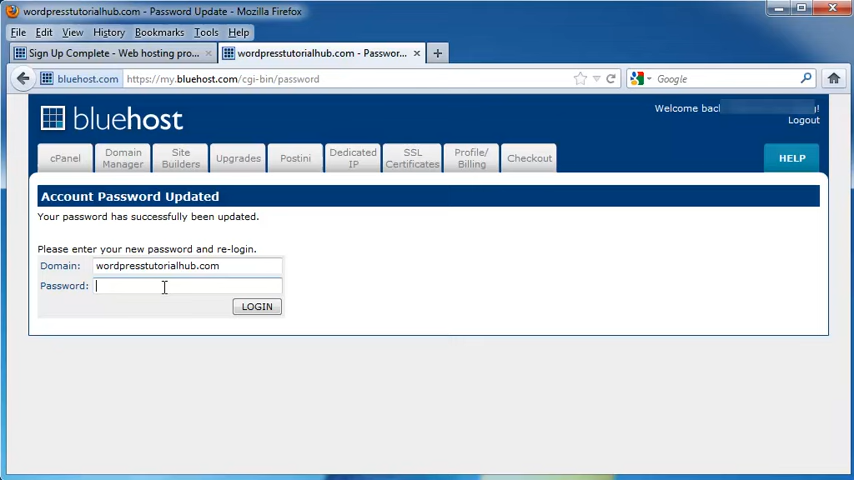 wordpresstutorialhub.com - Password Update - Mozilla Firefox
File Edit View History Bookmarks Tools Help
Sign Up Complete - Web hosting pro... × wordpresstutorialhub.com - Passwor... × +
bluehost.com https://my.bluehost.com/cgi-bin/password Google
bluehost
Welcome bac !
Logout
cPanel
Domain Manager
Site Builders
Upgrades
Postini
Dedicated IP
SSL Certificates
Profile/ Billing
Checkout
HELP
Account Password Updated
Your password has successfully been updated.
Please enter your new password and re-login.
Domain: wordpresstutorialhub.com
Password:
LOGIN